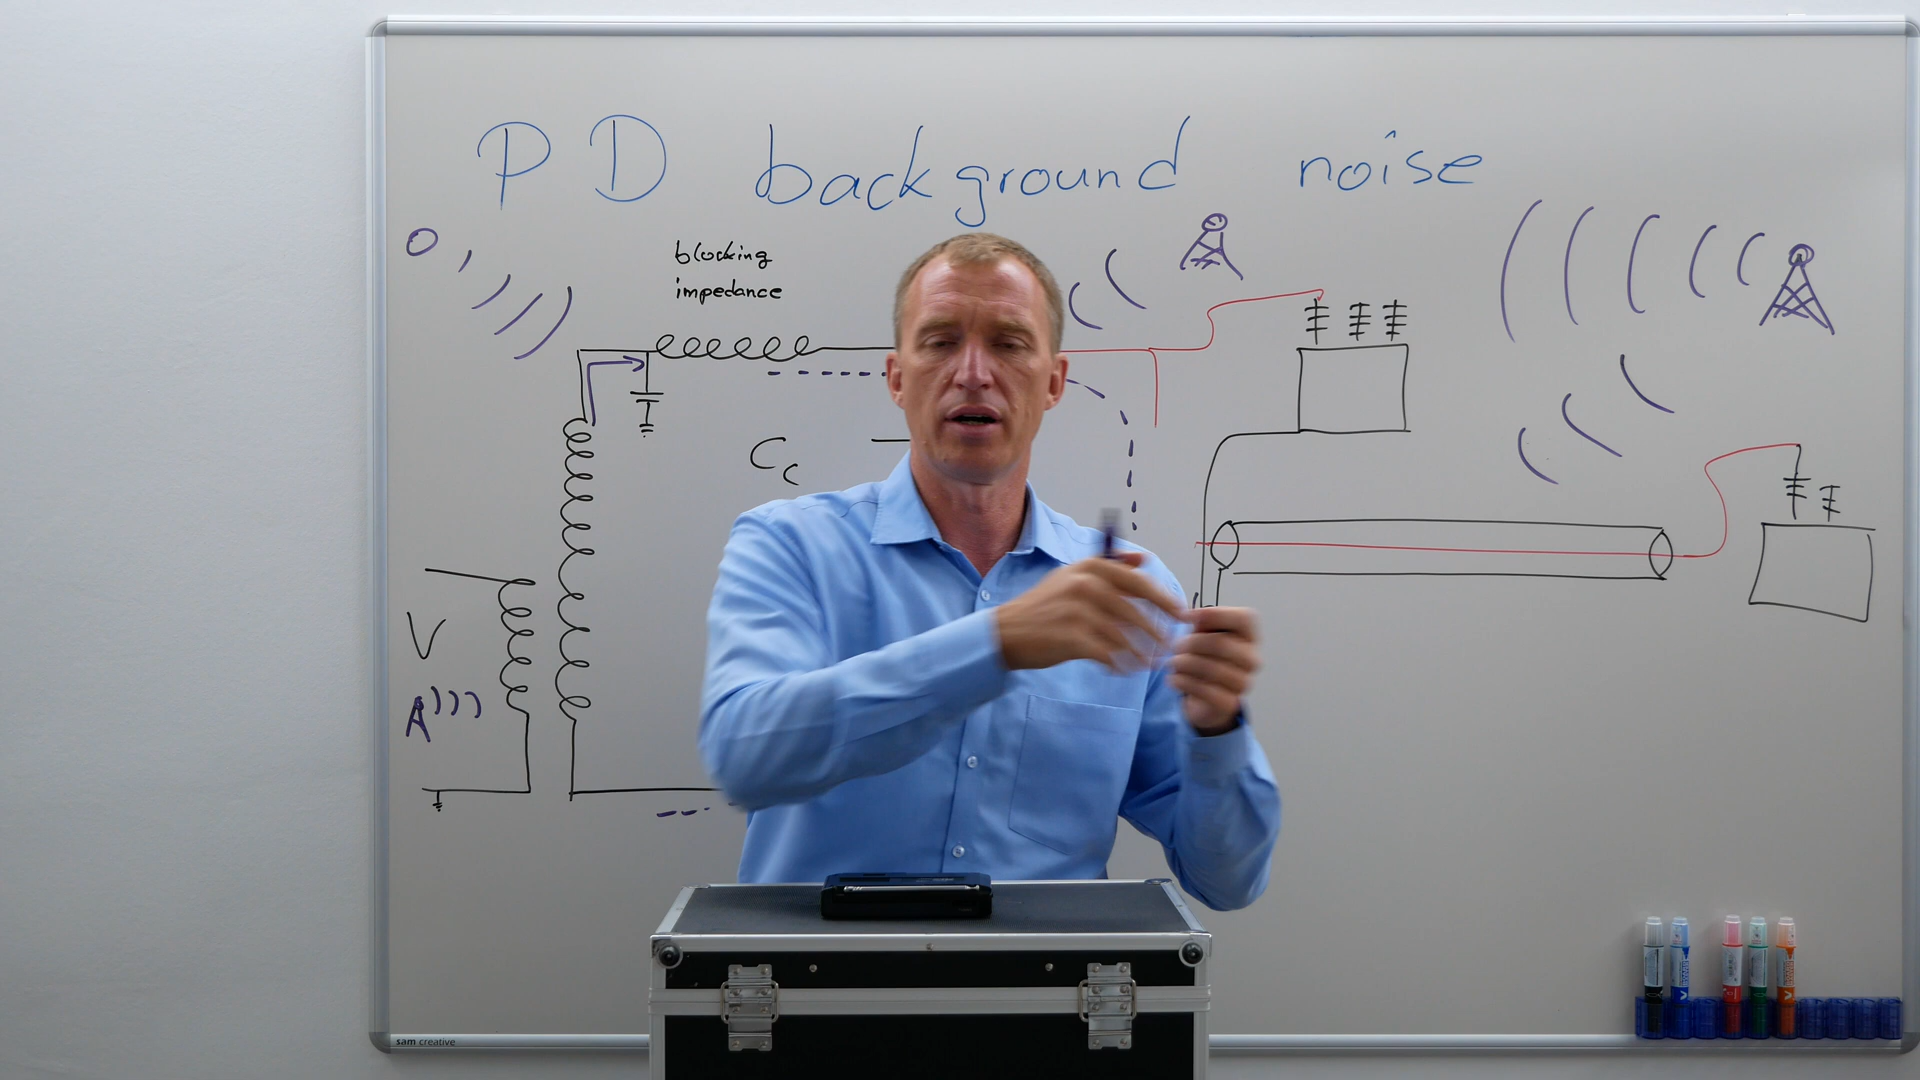 PD background noise
blocking
impedance
Cc
V
sam creative